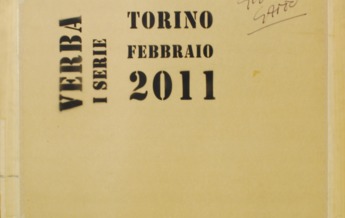 VERBA
I SERIE
TORINO
FEBBRAIO
2011